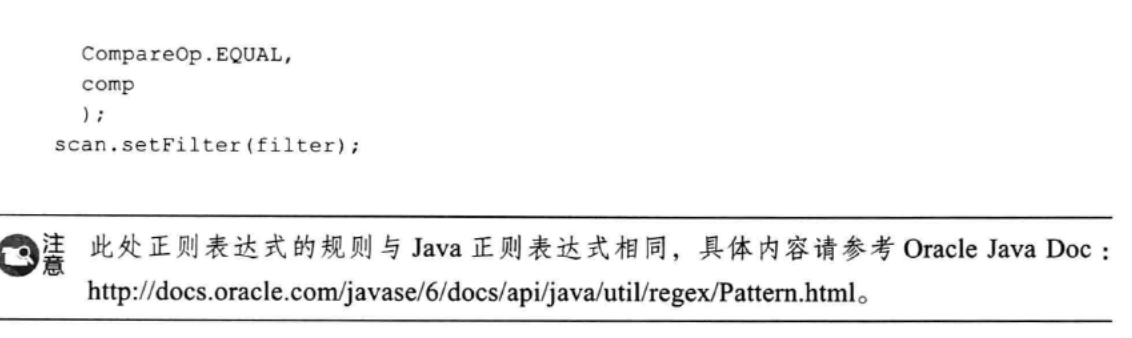 CompareOp.EQUAL,
comp
);
scan.setFilter(filter);
注意 此处正则表达式的规则与 Java 正则表达式相同，具体内容请参考 Oracle Java Doc：
http://docs.oracle.com/javase/6/docs/api/java/util/regex/Pattern.html。